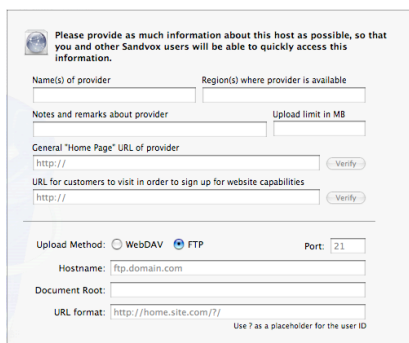 Please provide as much information about this host as possible, so that
you and other Sandvox users will be able to quickly access this
information.
Name(s) of provider Region(s) where provider is available
Notes and remarks about provider Upload limit in MB
General "Home Page" URL of provider
http:// Verify
URL for customers to visit in order to sign up for website capabilities
http:// Verify
Upload Method: WebDAV FTP Port: 21
Hostname: ftp.domain.com
Document Root:
URL format: http://home.site.com/?/
Use ? as a placeholder for the user ID